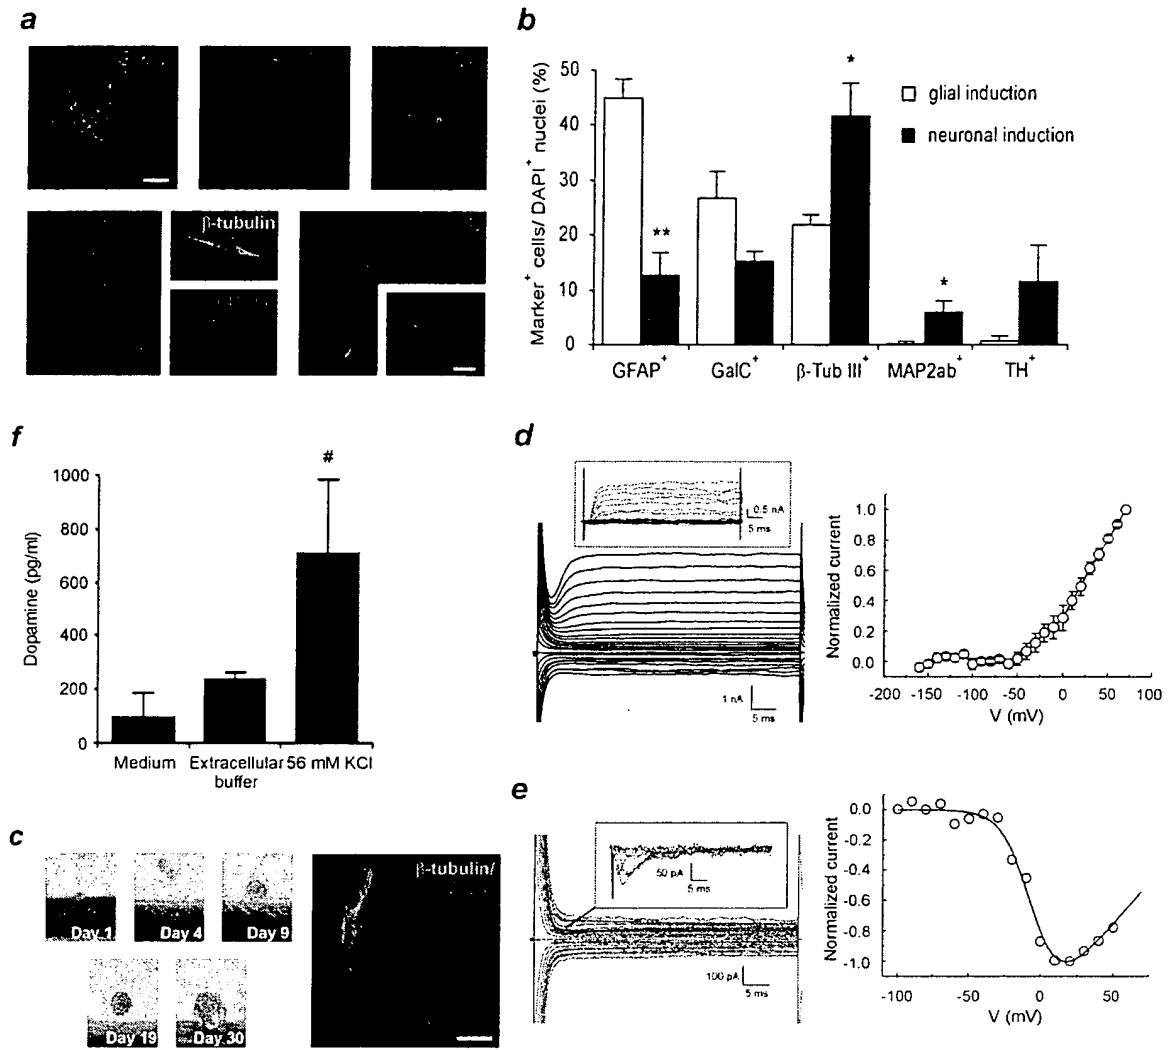 a
β-tubulin
b
Marker+ cells/ DAPI+ nuclei (%)
50
40
30
20
10
0
**
*
*
glial induction
neuronal induction
GFAP+ GalC+ β-Tub III+ MAP2ab+ TH+
f
Dopamine (pg/ml)
1000
800
600
400
200
0
#
Medium Extracellular buffer 56 mM KCl
d
0.5 nA
5 ms
1 nA
5 ms
Normalized current
1.0
0.8
0.6
0.4
0.2
0.0
-200 -150 -100 -50 0 50 100
V (mV)
c
Day 1 Day 4 Day 9
Day 19 Day 30
β-tubulin/
e
50 pA
5 ms
100 pA
5 ms
Normalized current
0.0
-0.2
-0.4
-0.6
-0.8
-1.0
-100 -50 0 50
V (mV)